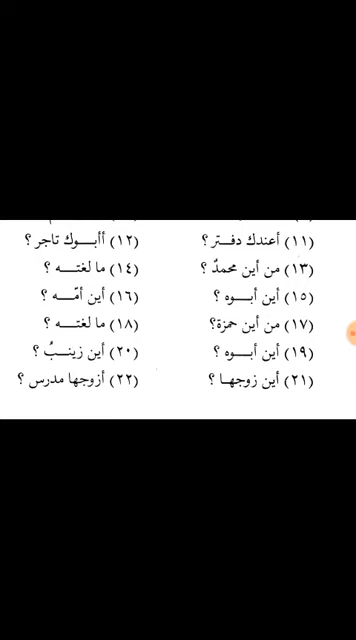 (١١) أعندك دفتر ؟ (١٢) أأبوك تاجر ؟
(١٣) من أين محمدٌ ؟ (١٤) ما لغته ؟
(١٥) أين أبوه ؟ (١٦) أين أمّه ؟
(١٧) من أين حمزة؟ (١٨) ما لغته ؟
(١٩) أين أبوه ؟ (٢٠) أين زينبُ ؟
(٢١) أين زوجها ؟ (٢٢) أزوجها مدرس ؟